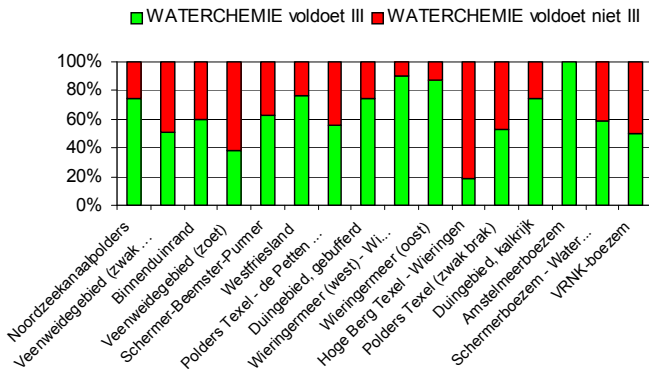 WATERCHEMIE voldoet III WATERCHEMIE voldoet niet III
100%
80%
60%
40%
20%
0%
Noordzeekanaalpolders
Veenweidegebied (zwak ...
Binnenduinrand
Veenweidegebied (zoet)
Schermer-Beemster-Purmer
Westfriesland
Polders Texel - de Petten ...
Duingebied, gebufferd
Wieringermeer (west) - Wi...
Wieringermeer (oost)
Hoge Berg Texel - Wieringen
Polders Texel (zwak brak)
Duingebied, kalkrijk
Amstelmeerboezem
Schermerboezem - Water...
VRNK-boezem